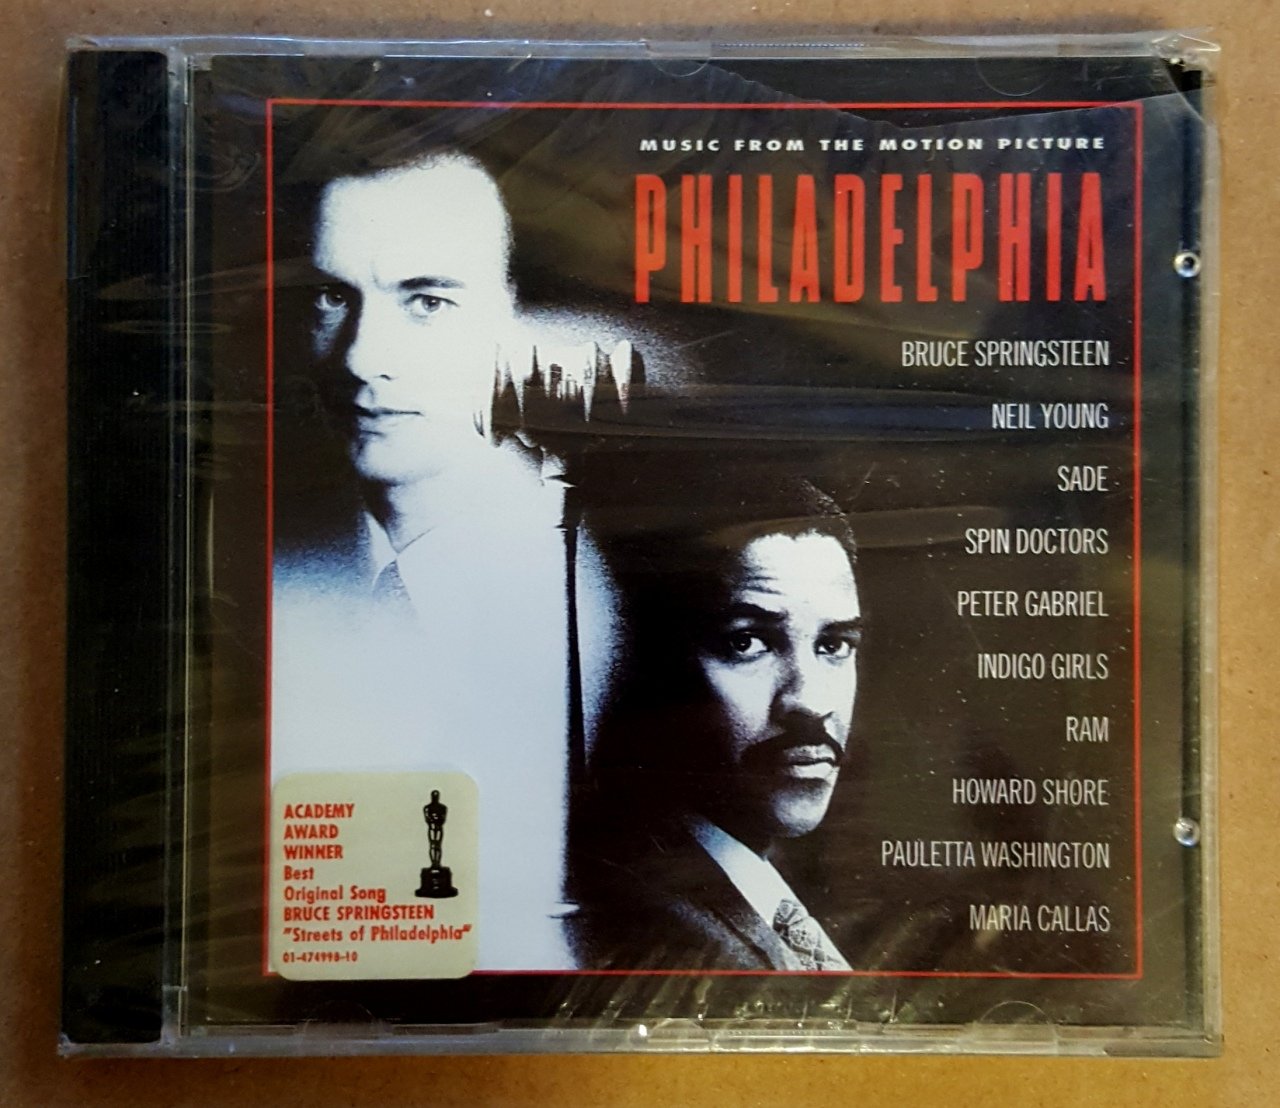 MUSIC FROM THE MOTION PICTURE
PHILADELPHIA
BRUCE SPRINGSTEEN
NEIL YOUNG
SADE
SPIN DOCTORS
PETER GABRIEL
INDIGO GIRLS
RAM
HOWARD SHORE
PAULETTA WASHINGTON
MARIA CALLAS
ACADEMY
AWARD
WINNER
Best
Original Song
BRUCE SPRINGSTEEN
"Streets of Philadelphia"
01-474998-10